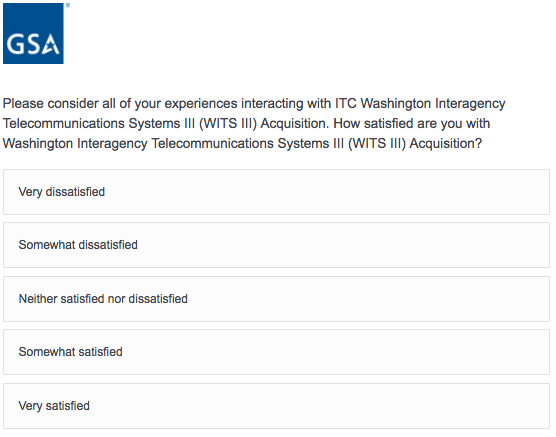 GSA
Please consider all of your experiences interacting with ITC Washington Interagency
Telecommunications Systems III (WITS III) Acquisition. How satisfied are you with
Washington Interagency Telecommunications Systems III (WITS III) Acquisition?
Very dissatisfied
Somewhat dissatisfied
Neither satisfied nor dissatisfied
Somewhat satisfied
Very satisfied